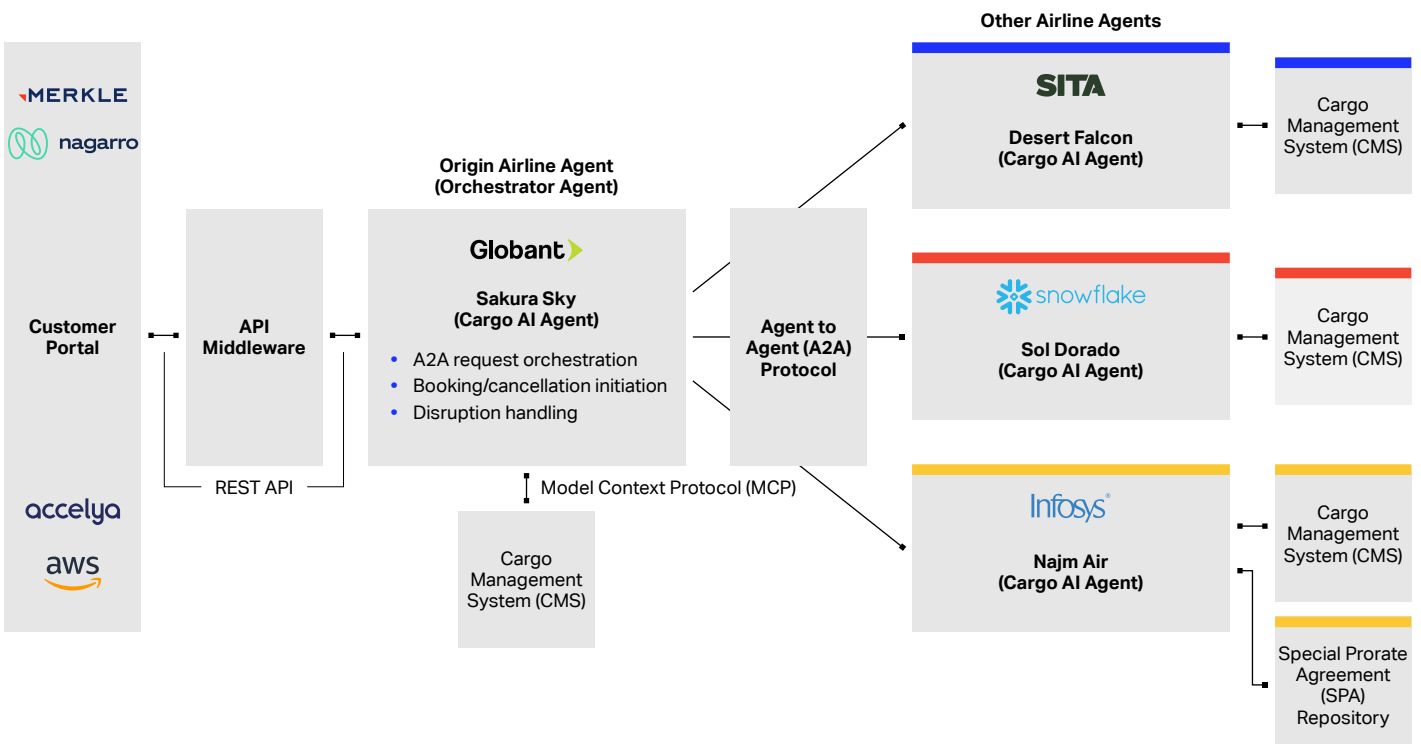 MERKLE
nagarro
Customer
Portal
accelya
aws
API
Middleware
REST API
Origin Airline Agent
(Orchestrator Agent)
Globant
Sakura Sky
(Cargo AI Agent)
• A2A request orchestration
• Booking/cancellation initiation
• Disruption handling
Model Context Protocol (MCP)
Cargo
Management
System (CMS)
Agent to
Agent (A2A)
Protocol
Other Airline Agents
SITA
Desert Falcon
(Cargo AI Agent)
Cargo
Management
System (CMS)
snowflake
Sol Dorado
(Cargo AI Agent)
Cargo
Management
System (CMS)
Infosys®
Najm Air
(Cargo AI Agent)
Cargo
Management
System (CMS)
Special Prorate
Agreement
(SPA)
Repository